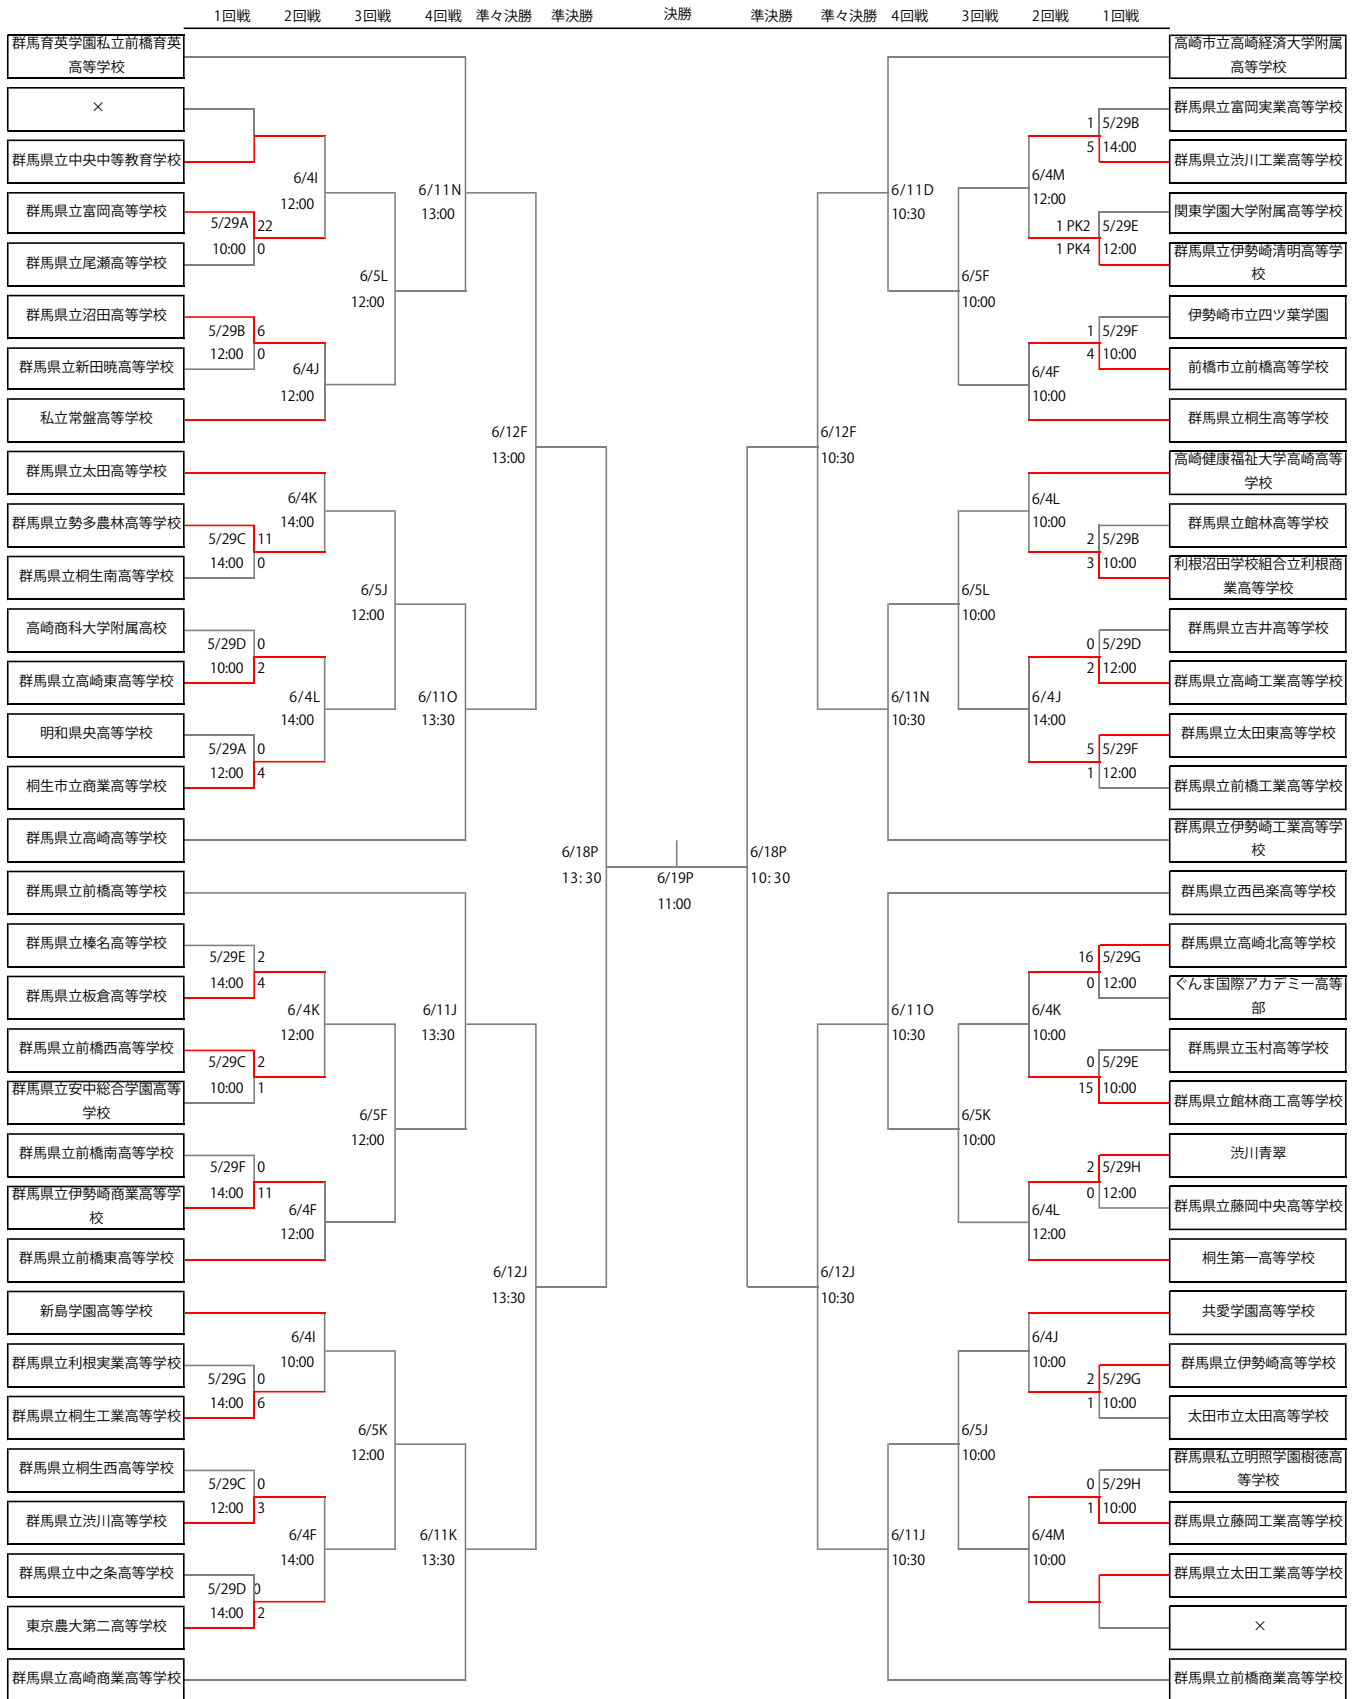 1回戦 2回戦 3回戦 4回戦 準々決勝 準決勝 決勝 準決勝 準々決勝 4回戦 3回戦 2回戦 1回戦
群馬育英学園私立前橋育英
高等学校
×
群馬県立中央中等教育学校
6/4I
12:00
群馬県立富岡高等学校
5/29A 22
10:00 0
群馬県立尾瀬高等学校
6/11N
13:00
6/5L
12:00
群馬県立沼田高等学校
5/29B 6
12:00 0
群馬県立新田暁高等学校
6/4J
12:00
私立常盤高等学校
6/12F
13:00
群馬県立太田高等学校
6/4K
14:00
群馬県立勢多農林高等学校
5/29C 11
14:00 0
群馬県立桐生南高等学校
6/5J
12:00
高崎商科大学附属高校
5/29D 0
10:00 2
群馬県立高崎東高等学校
6/4L
14:00
6/11O
13:30
明和県央高等学校
5/29A 0
12:00 4
桐生市立商業高等学校
群馬県立高崎高等学校
6/18P
13:30
群馬県立前橋高等学校
群馬県立榛名高等学校
5/29E 2
14:00 4
群馬県立板倉高等学校
6/4K
12:00
6/11J
13:30
群馬県立前橋西高等学校
5/29C 2
10:00 1
群馬県立安中総合学園高等
学校
6/5F
12:00
群馬県立前橋南高等学校
5/29F 0
14:00 11
群馬県立伊勢崎商業高等学
校
6/4F
12:00
群馬県立前橋東高等学校
6/12J
13:30
新島学園高等学校
6/4I
10:00
群馬県立利根実業高等学校
5/29G 0
14:00 6
群馬県立桐生工業高等学校
6/5K
12:00
群馬県立桐生西高等学校
5/29C 0
12:00 3
群馬県立渋川高等学校
6/4F
14:00
6/11K
13:30
群馬県立中之条高等学校
5/29D 0
14:00 2
東京農大第二高等学校
群馬県立高崎商業高等学校
6/19P
11:00
高崎市立高崎経済大学附属
高等学校
群馬県立富岡実業高等学校
1 5/29B
5 14:00
群馬県立渋川工業高等学校
6/4M
12:00
6/11D
10:30
関東学園大学附属高等学校
1 PK2 5/29E
1 PK4 12:00
群馬県立伊勢崎清明高等学
校
6/5F
10:00
伊勢崎市立四ツ葉学園
1 5/29F
4 10:00
前橋市立前橋高等学校
6/4F
10:00
群馬県立桐生高等学校
6/12F
10:30
高崎健康福祉大学高崎高等
学校
6/4L
10:00
群馬県立館林高等学校
2 5/29B
3 10:00
利根沼田学校組合立利根商
業高等学校
6/5L
10:00
群馬県立吉井高等学校
0 5/29D
2 12:00
群馬県立高崎工業高等学校
6/11N
10:30
6/4J
14:00
群馬県立太田東高等学校
5 5/29F
1 12:00
群馬県立前橋工業高等学校
群馬県立伊勢崎工業高等学
校
6/18P
10:30
群馬県立西邑楽高等学校
群馬県立高崎北高等学校
16 5/29G
0 12:00
ぐんま国際アカデミー高等
部
6/11O
10:30
6/4K
10:00
群馬県立玉村高等学校
0 5/29E
15 10:00
群馬県立館林商工高等学校
6/5K
10:00
渋川青翠
2 5/29H
0 12:00
群馬県立藤岡中央高等学校
6/4L
12:00
桐生第一高等学校
6/12J
10:30
共愛学園高等学校
6/4J
10:00
群馬県立伊勢崎高等学校
2 5/29G
1 10:00
太田市立太田高等学校
6/5J
10:00
群馬県私立明照学園樹徳高
等学校
0 5/29H
1 10:00
群馬県立藤岡工業高等学校
6/11J
10:30
6/4M
10:00
群馬県立太田工業高等学校
×
群馬県立前橋商業高等学校